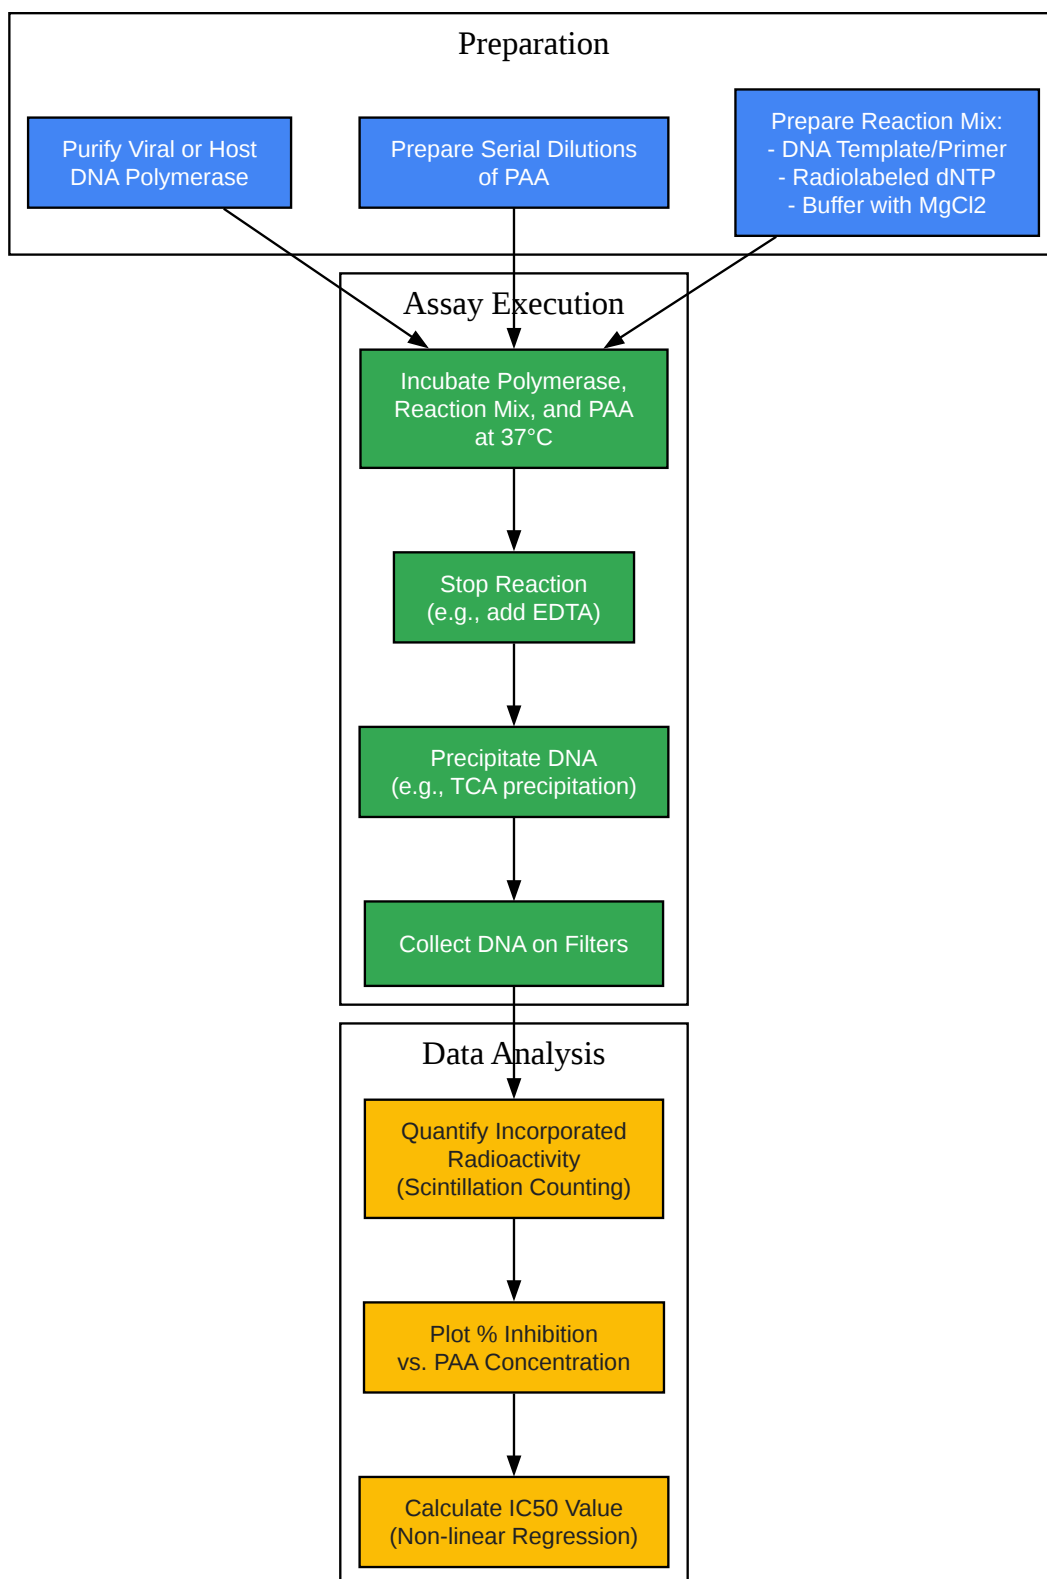 Preparation
Purify Viral or Host
DNA Polymerase
Prepare Serial Dilutions
of PAA
Prepare Reaction Mix:
- DNA Template/Primer
- Radiolabeled dNTP
- Buffer with MgCl2
Assay Execution
Incubate Polymerase,
Reaction Mix, and PAA
at 37°C
Stop Reaction
(e.g., add EDTA)
Precipitate DNA
(e.g., TCA precipitation)
Collect DNA on Filters
Data Analysis
Quantify Incorporated
Radioactivity
(Scintillation Counting)
Plot % Inhibition
vs. PAA Concentration
Calculate IC50 Value
(Non-linear Regression)